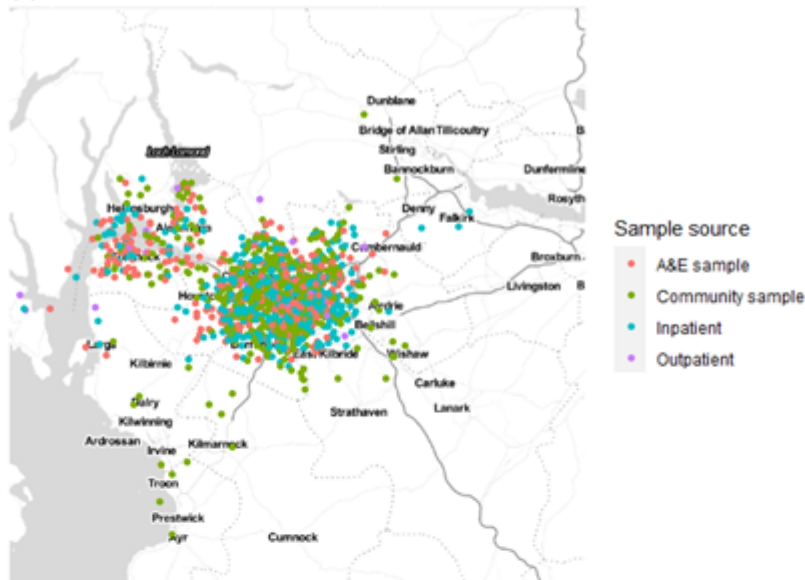 Dunblane
Bridge of Allan Tillicoultry
Stirling
Loch Lomond
Bannockburn
Dunfermline
Helensburgh
Rosyth
Denny
Falkirk
Cumbernauld
Broxburn
Airdrie
Livingston
Bellshill
Largs
East Kilbride
Wishaw
Kilbirnie
Carluke
Dalry
Strathaven
Lanark
Kilwinning
Ardrossan
Irvine
Kilmarnock
Troon
Prestwick
Ayr
Cumnock
Sample source
A&E sample
Community sample
Inpatient
Outpatient